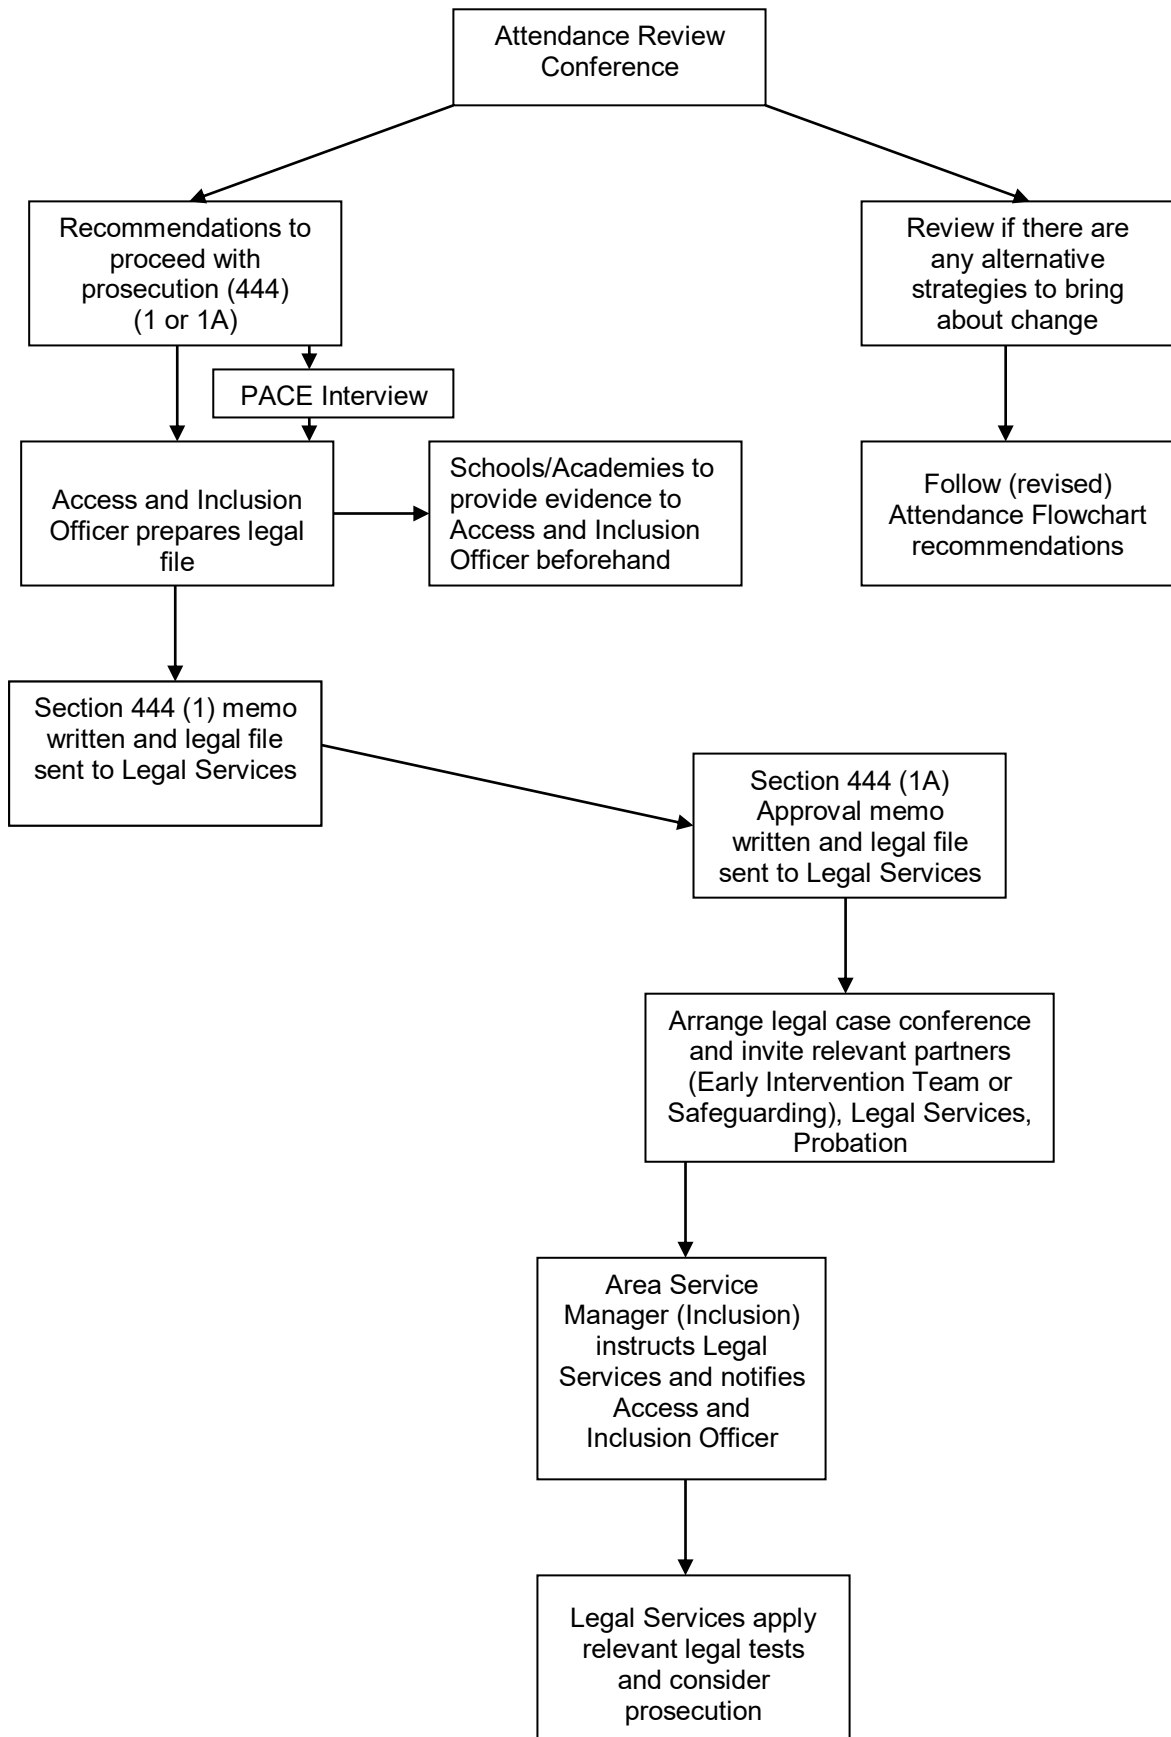 Attendance Review
Conference
Recommendations to
proceed with
prosecution (444)
(1 or 1A)
Review if there are
any alternative
strategies to bring
about change
PACE Interview
Access and Inclusion
Officer prepares legal
file
Schools/Academies to
provide evidence to
Access and Inclusion
Officer beforehand
Follow (revised)
Attendance Flowchart
recommendations
Section 444 (1) memo
written and legal file
sent to Legal Services
Section 444 (1A)
Approval memo
written and legal file
sent to Legal Services
Arrange legal case conference
and invite relevant partners
(Early Intervention Team or
Safeguarding), Legal Services,
Probation
Area Service
Manager (Inclusion)
instructs Legal
Services and notifies
Access and
Inclusion Officer
Legal Services apply
relevant legal tests
and consider
prosecution